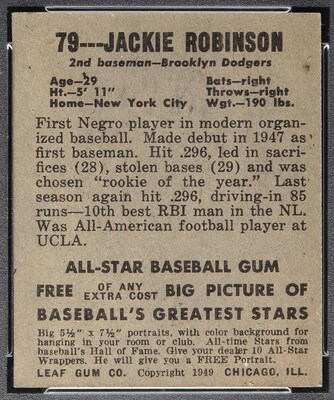 79---JACKIE ROBINSON
2nd baseman—Brooklyn Dodgers
Age—29 Bats—right
Ht.—5' 11" Throws—right
Home—New York City Wgt.—190 lbs.
First Negro player in modern organ-
ized baseball. Made debut in 1947 as
first baseman. Hit .296, led in sacri-
fices (28), stolen bases (29) and was
chosen "rookie of the year." Last
season again hit .296, driving-in 85
runs—10th best RBI man in the NL.
Was All-American football player at
UCLA.
ALL-STAR BASEBALL GUM
FREE OF ANY EXTRA COST BIG PICTURE OF
BASEBALL'S GREATEST STARS
Big 5½" x 7½" portraits, with color background for
hanging in your room or club. All-time Stars from
baseball's Hall of Fame. Give your dealer 10 All-Star
Wrappers. He will give you a FREE Portrait.
LEAF GUM CO. Copyright 1949 CHICAGO, ILL.